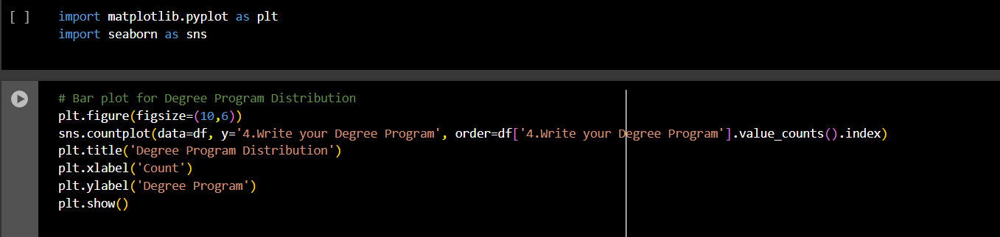 [ ] import matplotlib.pyplot as plt
import seaborn as sns
# Bar plot for Degree Program Distribution
plt.figure(figsize=(10,6))
sns.countplot(data=df, y='4.Write your Degree Program', order=df['4.Write your Degree Program'].value_counts().index)
plt.title('Degree Program Distribution')
plt.xlabel('Count')
plt.ylabel('Degree Program')
plt.show()